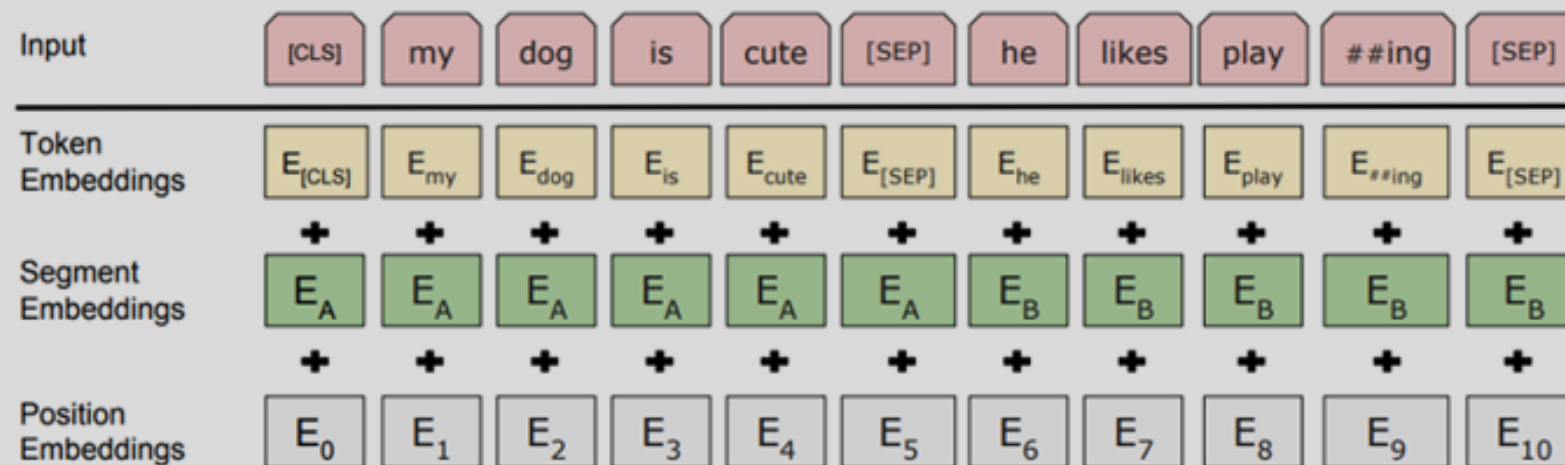 Input [CLS] my dog is cute [SEP] he likes play ##ing [SEP]
Token
Embeddings E[CLS] Emy Edog Eis Ecute E[SEP] Ehe Elikes Eplay E##ing E[SEP]
+ + + + + + + + + + +
Segment
Embeddings EA EA EA EA EA EA EB EB EB EB EB
+ + + + + + + + + + +
Position
Embeddings E0 E1 E2 E3 E4 E5 E6 E7 E8 E9 E10